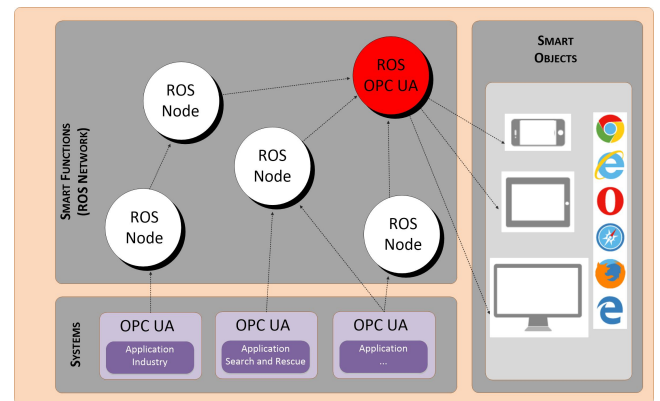 SMART FUNCTIONS
(ROS NETWORK)
ROS
Node
ROS
OPC UA
ROS
Node
ROS
Node
ROS
Node
SMART
OBJECTS
SYSTEMS
OPC UA
Application
Industry
OPC UA
Application
Search and Rescue
OPC UA
Application
...